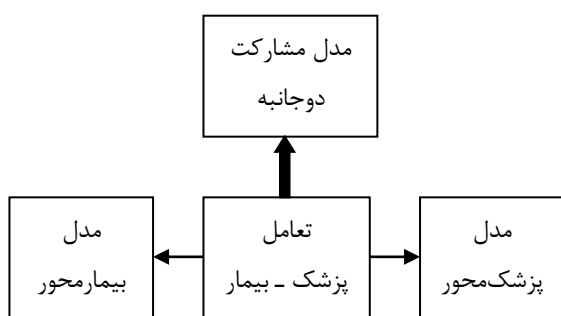 مدل مشارکت
دوجانبه
مدل
پزشک‌محور
تعامل
پزشک ـ بیمار
مدل
بیمارمحور